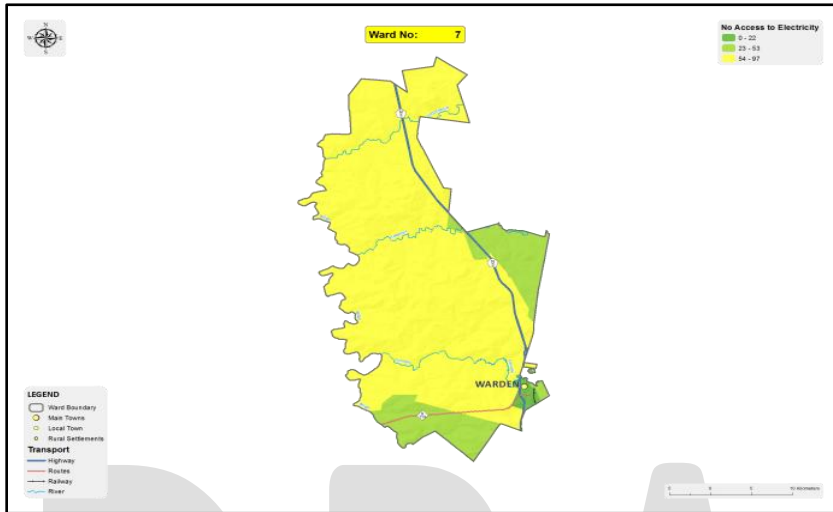 N
W E
S
Ward No: 7
No Access to Electricity
0 - 22
23 - 53
54 - 97
WARDEN
LEGEND
Ward Boundary
Main Towns
Local Town
Rural Settlements
Transport
Highway
Routes
Railway
River